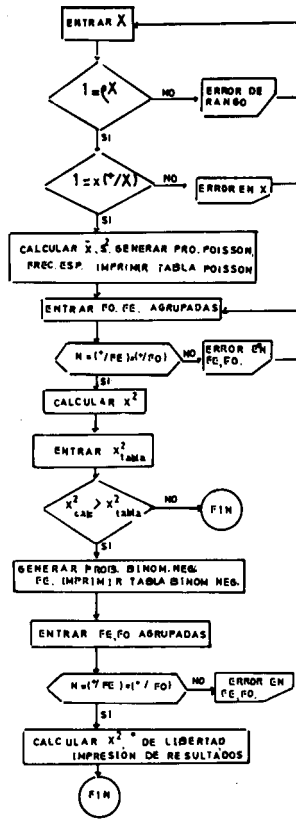 ENTRAR X
1=ρX
NO
ERROR DE
RANGO
SI
1=x(+/X)
NO
ERROR EN X
SI
CALCULAR X̄, S². GENERAR PRO. POISSON
FREC. ESP. IMPRIMIR TABLA POISSON
ENTRAR FO. FE. AGRUPADAS
N=(+/FE)=(+/FO)
NO
ERROR EN
FE, FO.
SI
CALCULAR X²
ENTRAR X² tabla
X² calc > X² tabla
NO
FIN
SI
GENERAR PROB. BINOM. NEG.
FE. IMPRIMIR TABLA BINOM NEG.
ENTRAR FE, FO AGRUPADAS
N=(+/FE)=(+/FO)
NO
ERROR EN
FE, FO.
SI
CALCULAR X² ° DE LIBERTAD
IMPRESIÓN DE RESULTADOS
FIN